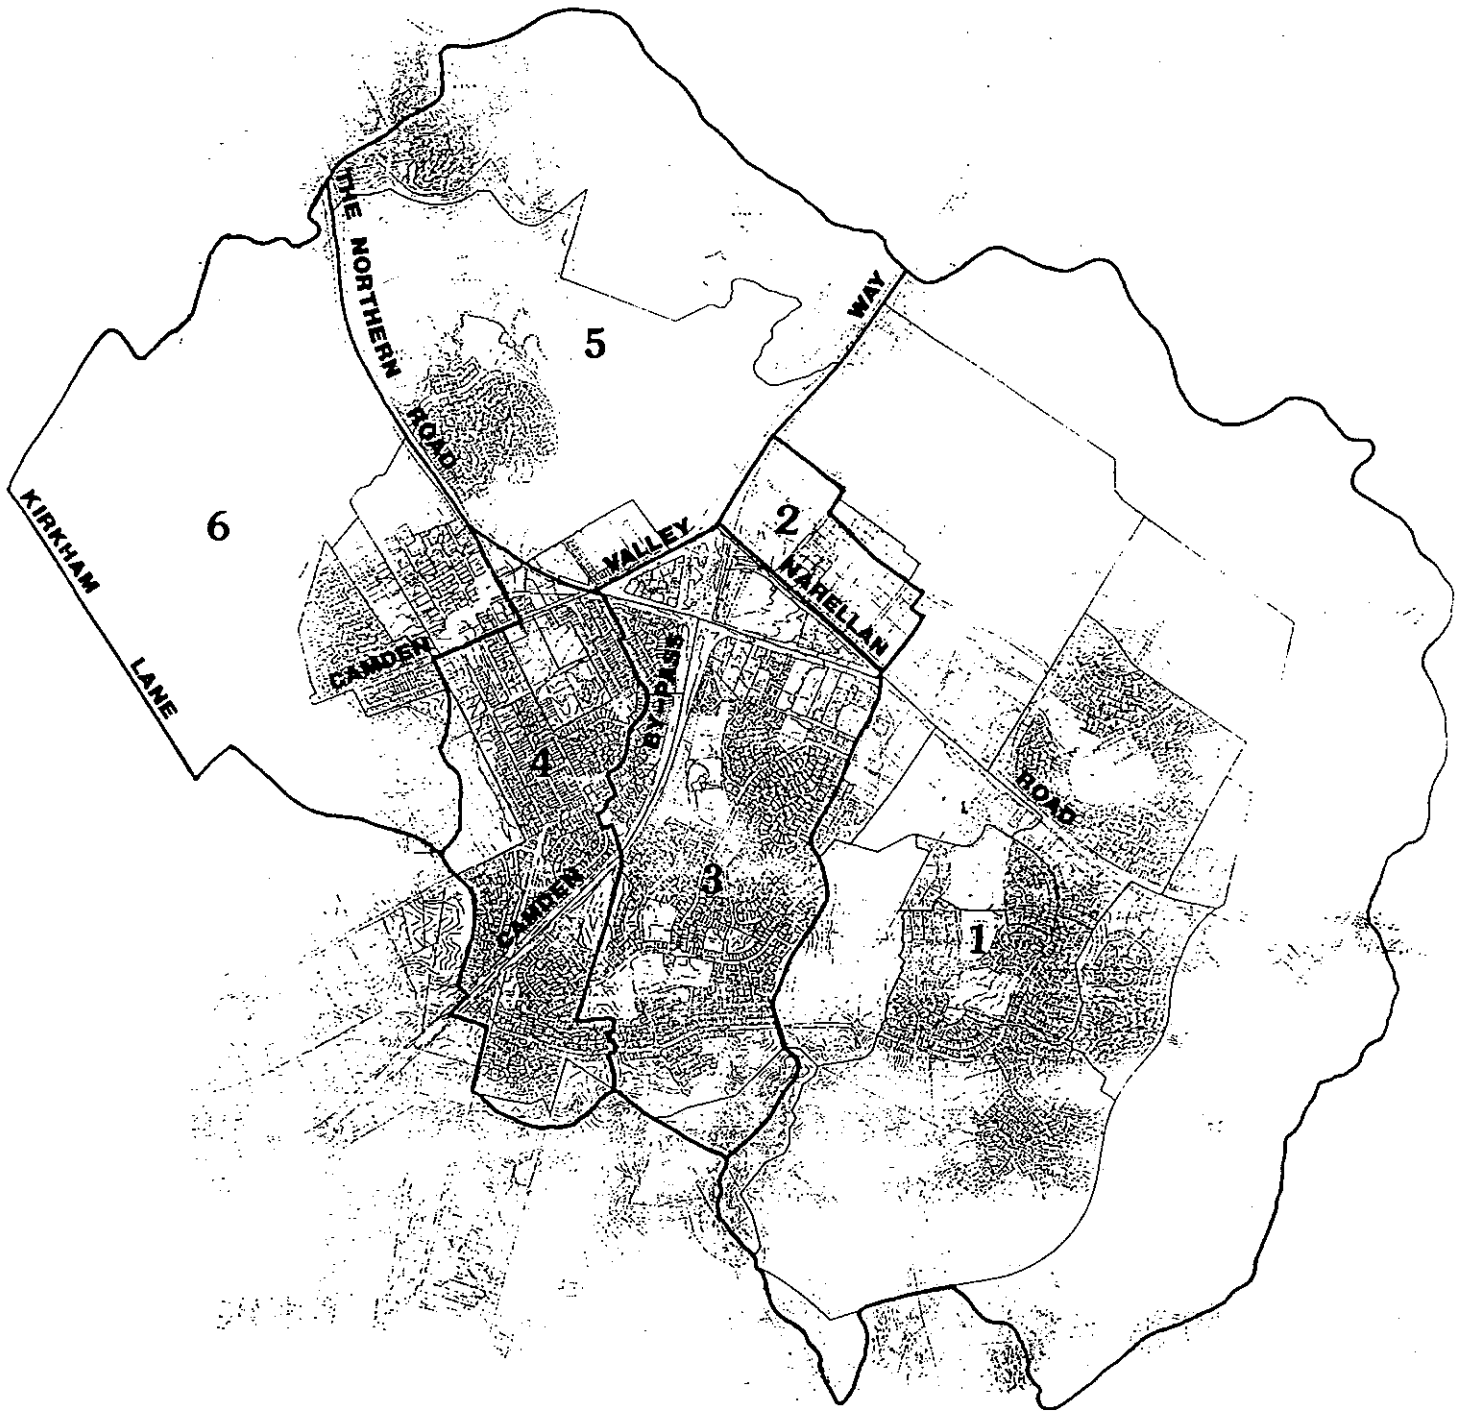 THE NORTHERN ROAD
WAY
5
2
6
KIRKHAM LANE
VALLEY
NARELLAN
CAMDEN
BY-PASS
4
ROAD
3
CAMDEN
1